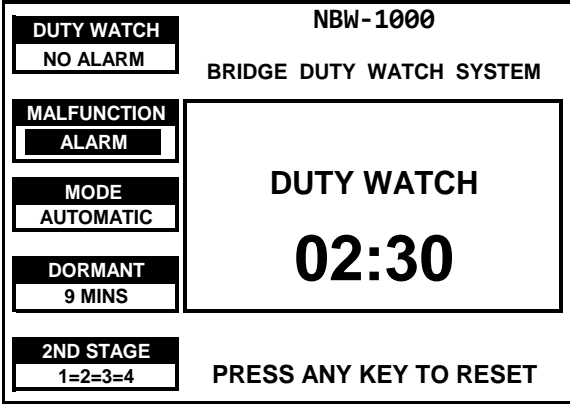 DUTY WATCH
NO ALARM
MALFUNCTION
ALARM
MODE
AUTOMATIC
DORMANT
9 MINS
2ND STAGE
1=2=3=4
NBW-1000
BRIDGE DUTY WATCH SYSTEM
DUTY WATCH
02:30
PRESS ANY KEY TO RESET